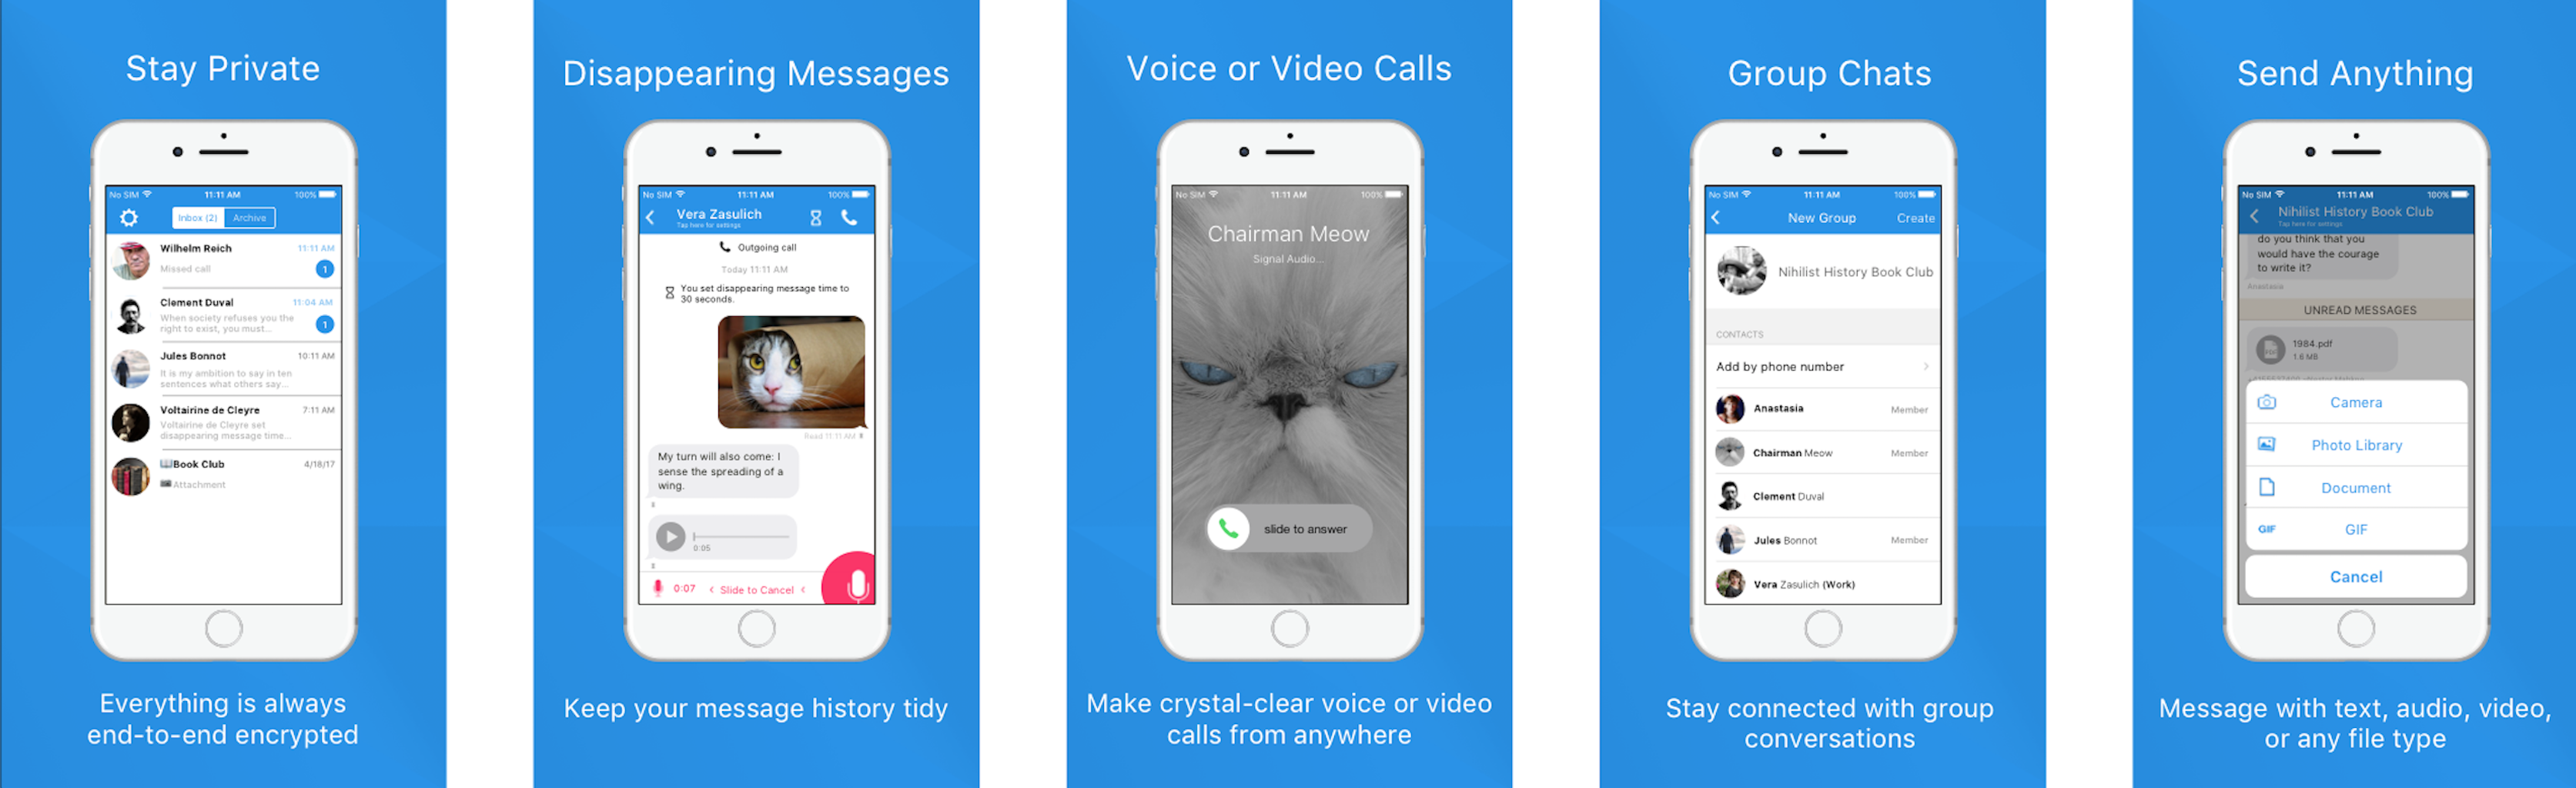 Stay Private
No SIM 11:11 AM 100%
Inbox (2) Archive
Wilhelm Reich 11:11 AM
Missed call 1
Clement Duval 11:04 AM
When society refuses you the
right to exist, you must... 1
Jules Bonnot 10:11 AM
It is my ambition to say in ten
sentences what others say...
Voltairine de Cleyre 7:11 AM
Voltairine de Cleyre set
disappearing message time...
Book Club 4/18/17
Attachment
Everything is always
end-to-end encrypted
Disappearing Messages
No SIM 11:11 AM 100%
Vera Zasulich
Tap here for settings
Outgoing call
Today 11:11 AM
You set disappearing message time to
30 seconds.
Read 11:11 AM
My turn will also come: I
sense the spreading of a
wing.
0:05
0:07 < Slide to Cancel <
Keep your message history tidy
Voice or Video Calls
No SIM 11:11 AM 100%
Chairman Meow
Signal Audio...
slide to answer
Make crystal-clear voice or video
calls from anywhere
Group Chats
No SIM 11:11 AM 100%
New Group Create
Nihilist History Book Club
CONTACTS
Add by phone number
Anastasia Member
Chairman Meow Member
Clement Duval
Jules Bonnot Member
Vera Zasulich (Work)
Stay connected with group
conversations
Send Anything
No SIM 11:11 AM 100%
Nihilist History Book Club
Tap here for settings
do you think that you
would have the courage
to write it?
Anastasia
UNREAD MESSAGES
PDF 1984.pdf
1.6 MB
Camera
Photo Library
Document
GIF GIF
Cancel
Message with text, audio, video,
or any file type